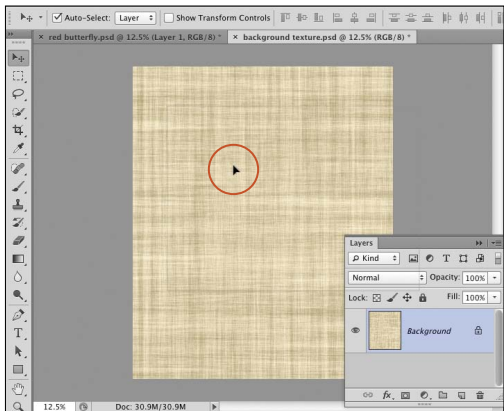 Auto-Select: Layer Show Transform Controls
× red butterfly.psd @ 12.5% (Layer 1, RGB/8) * × background texture.psd @ 12.5% (RGB/8) *
Layers
Kind T
Normal Opacity: 100%
Lock: Fill: 100%
Background
fx
T
12.5% Doc: 30.9M/30.9M